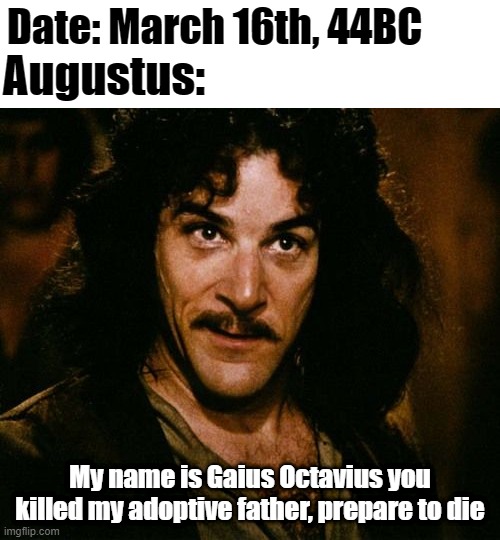 Date: March 16th, 44BC
Augustus:
My name is Gaius Octavius you
killed my adoptive father, prepare to die
imgflip.com